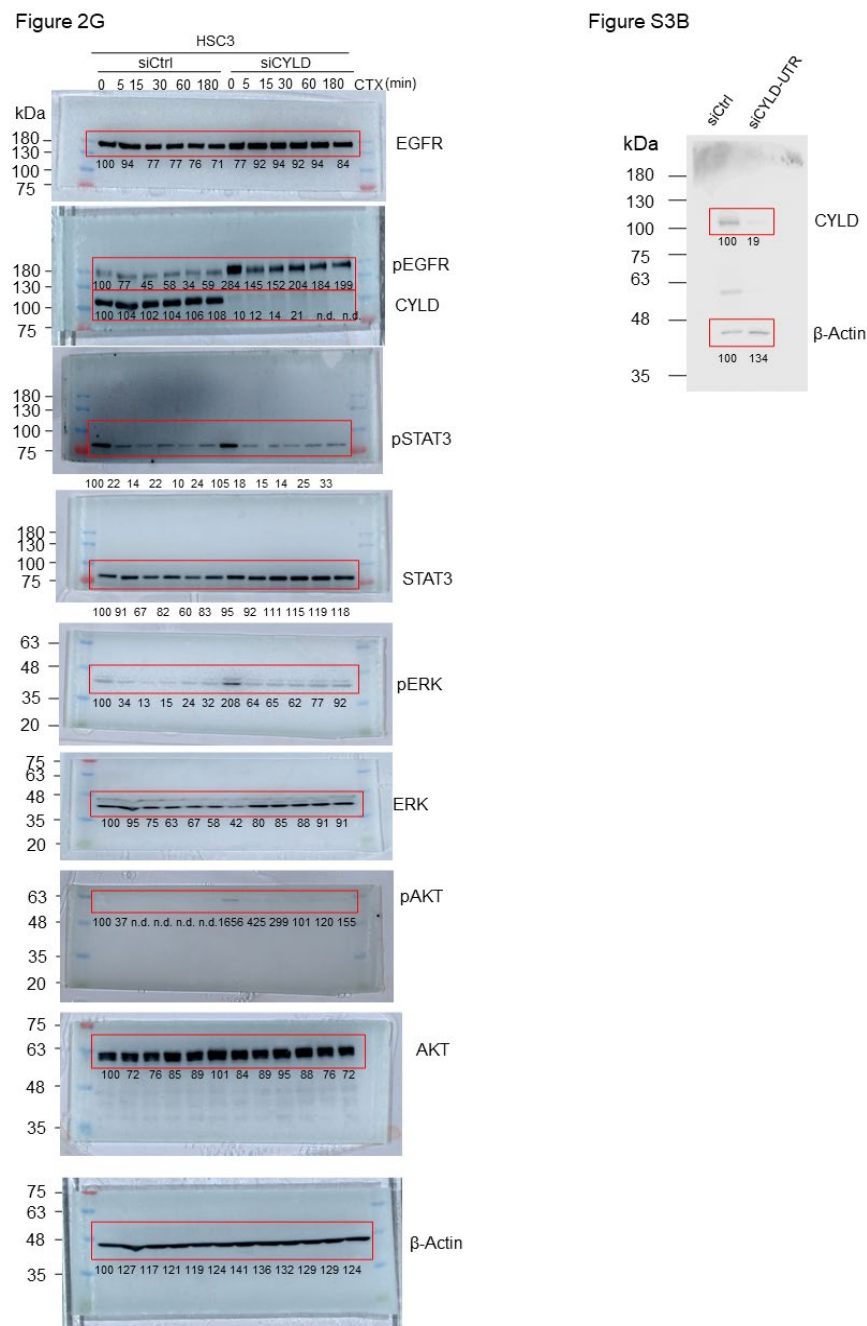 Figure 2G
HSC3
siCtrl siCYLD
0 5 15 30 60 180 0 5 15 30 60 180 CTX (min)
kDa
180
130
100
75
EGFR
100 94 77 77 76 71 77 92 94 92 94 84
180
130
100
75
pEGFR
100 77 45 58 34 59 284 145 152 204 184 199
CYLD
100 104 102 104 106 108 10 12 14 21 n.d. n.d.
180
130
100
75
pSTAT3
100 22 14 22 10 24 105 18 15 14 25 33
180
130
100
75
STAT3
100 91 67 82 60 83 95 92 111 115 119 118
63
48
35
20
pERK
100 34 13 15 24 32 208 64 65 62 77 92
75
63
48
35
20
ERK
100 95 75 63 67 58 42 80 85 88 91 91
63
48
35
20
pAKT
100 37 n.d. n.d. n.d. n.d. 1656 425 299 101 120 155
75
63
48
35
AKT
100 72 76 85 89 101 84 89 95 88 76 72
75
63
48
35
β-Actin
100 127 117 121 119 124 141 136 132 129 129 124
Figure S3B
siCtrl
siCYLD-UTR
kDa
180
130
100
75
63
48
35
CYLD
100 19
β-Actin
100 134